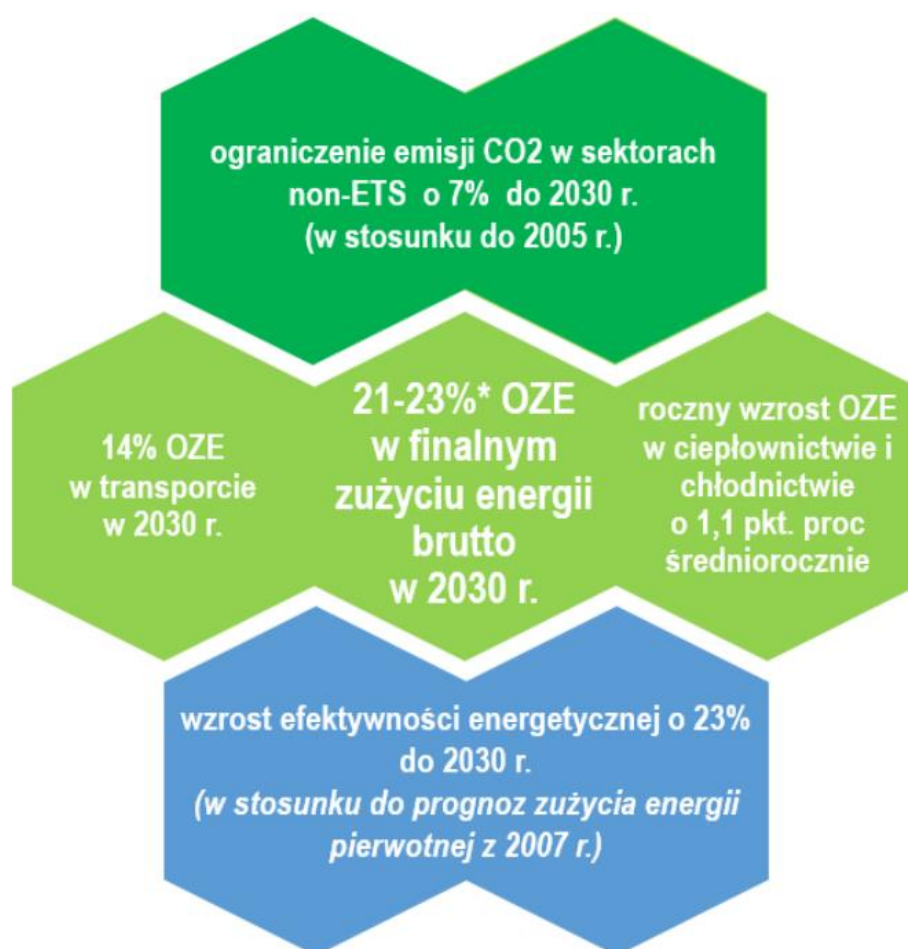 ograniczenie emisji CO2 w sektorach
non-ETS o 7% do 2030 r.
(w stosunku do 2005 r.)
14% OZE
w transporcie
w 2030 r.
21-23%* OZE
w finalnym
zużyciu energii
brutto
w 2030 r.
roczny wzrost OZE
w ciepłownictwie i
chłodnictwie
o 1,1 pkt. proc
średniorocznie
wzrost efektywności energetycznej o 23%
do 2030 r.
(w stosunku do prognoz zużycia energii
pierwotnej z 2007 r.)